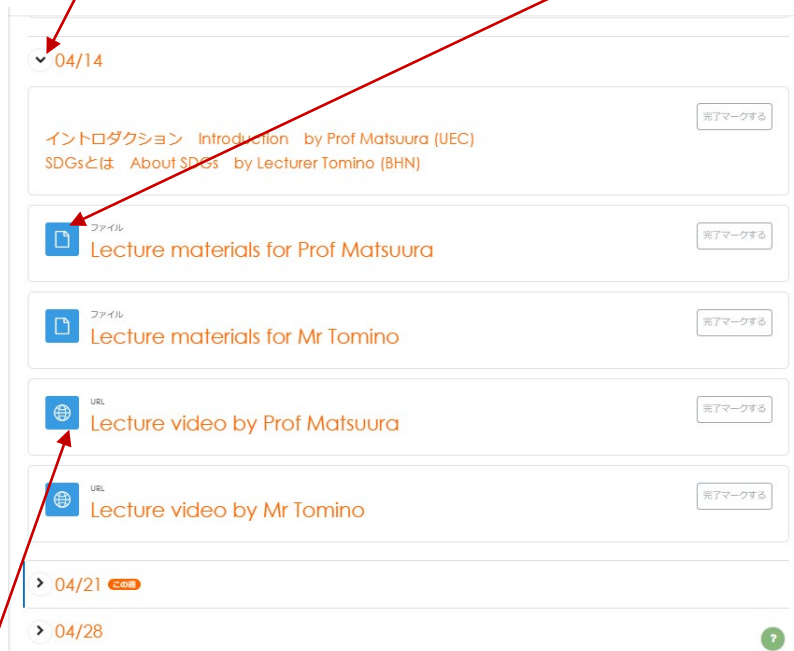 04/14
完了マークする
イントロダクション Introduction by Prof Matsuura (UEC)
SDGsとは About SDGs by Lecturer Tomino (BHN)
ファイル
完了マークする
Lecture materials for Prof Matsuura
ファイル
完了マークする
Lecture materials for Mr Tomino
URL
完了マークする
Lecture video by Prof Matsuura
URL
完了マークする
Lecture video by Mr Tomino
04/21 この週
04/28
?